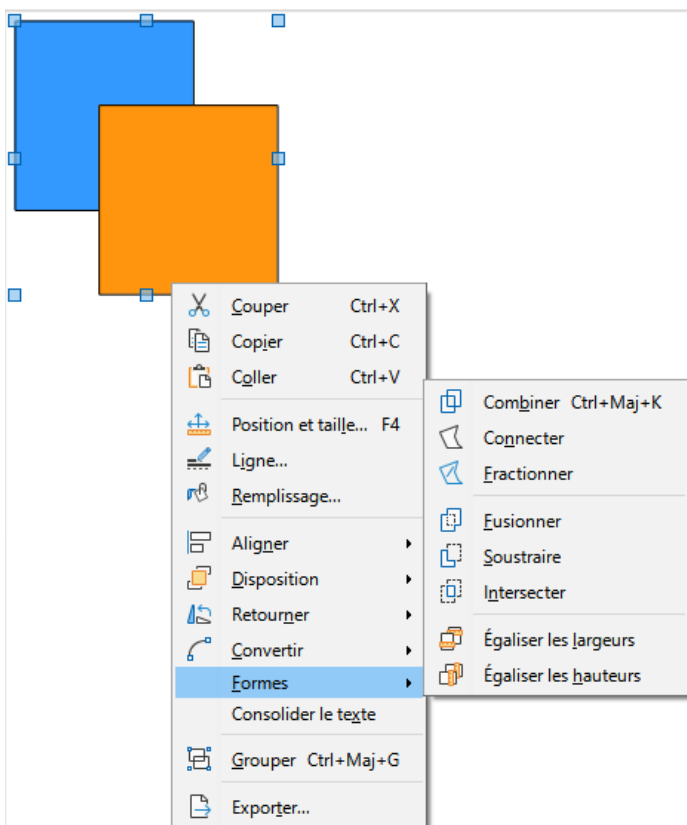 Couper Ctrl+X
Copier Ctrl+C
Coller Ctrl+V
Position et taille... F4
Ligne...
Remplissage...
Aligner
Disposition
Retourner
Convertir
Formes
Consolider le texte
Grouper Ctrl+Maj+G
Exporter...
Combiner Ctrl+Maj+K
Connecter
Fractionner
Fusionner
Soustraire
Intersecter
Égaliser les largeurs
Égaliser les hauteurs